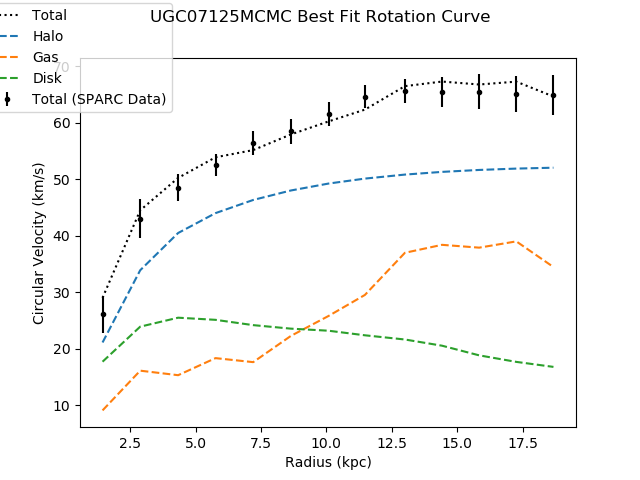 UGC07125MCMC Best Fit Rotation Curve
Total
Halo
Gas
Disk
Total (SPARC Data)
70
60
50
40
30
20
10
Circular Velocity (km/s)
2.5 5.0 7.5 10.0 12.5 15.0 17.5
Radius (kpc)